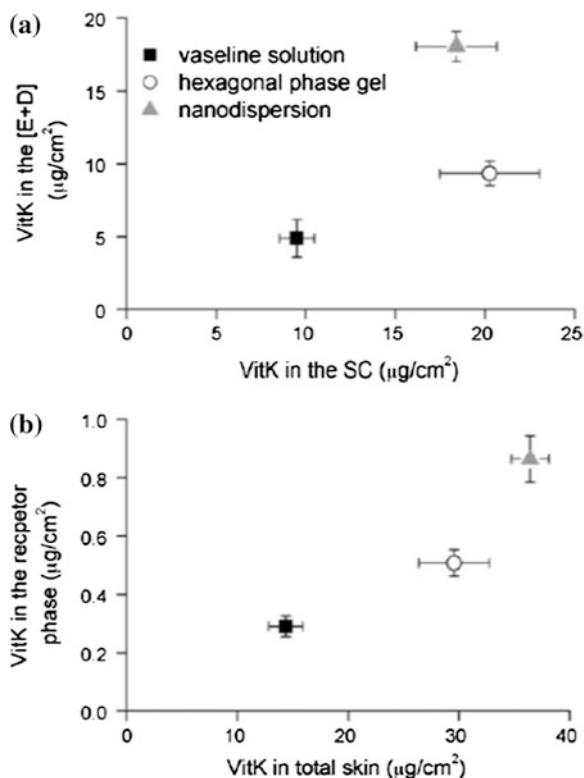 (a)
20
15
10
5
0
VitK in the [E+D]
(µg/cm²)
vaseline solution
hexagonal phase gel
nanodispersion
0 5 10 15 20 25
VitK in the SC (µg/cm²)
(b)
1.0
0.8
0.6
0.4
0.2
0.0
VitK in the recpetor
phase (µg/cm²)
0 10 20 30 40
VitK in total skin (µg/cm²)